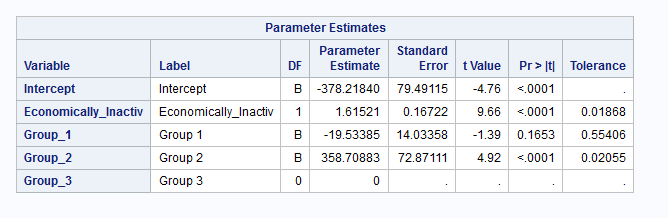 Parameter Estimates
Variable Label DF Parameter Estimate Standard Error t Value Pr > |t| Tolerance
Intercept Intercept B -378.21840 79.49115 -4.76 <.0001 .
Economically_Inactiv Economically_Inactiv 1 1.61521 0.16722 9.66 <.0001 0.01868
Group_1 Group 1 B -19.53385 14.03358 -1.39 0.1653 0.55406
Group_2 Group 2 B 358.70883 72.87111 4.92 <.0001 0.02055
Group_3 Group 3 0 0 . . . .